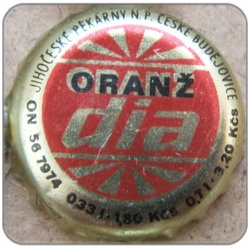 JIHOČESKÉ PEKÁRNY N.P. ČESKÉ BUDĚJOVICE
ORANŽ
dia
ON 56 7974 0,33 l 1,80 Kčs 0,7 l 3,20 Kčs